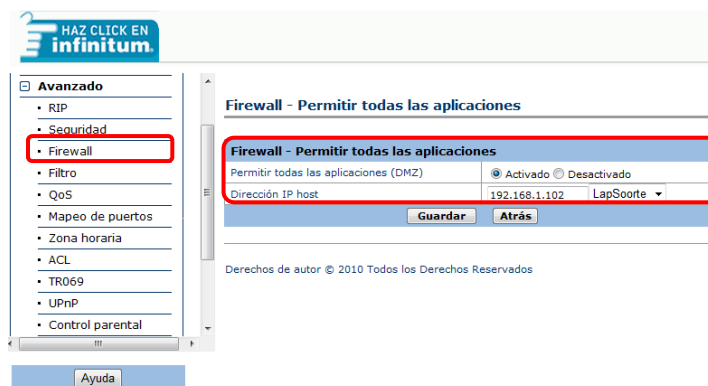 HAZ CLICK EN
infinitum.
Avanzado
RIP
Seguridad
Firewall
Filtro
QoS
Mapeo de puertos
Zona horaria
ACL
TR069
UPnP
Control parental
Ayuda
Firewall - Permitir todas las aplicaciones
Firewall - Permitir todas las aplicaciones
Permitir todas las aplicaciones (DMZ) Activado Desactivado
Dirección IP host 192.168.1.102 LapSoorte
Guardar Atrás
Derechos de autor © 2010 Todos los Derechos Reservados